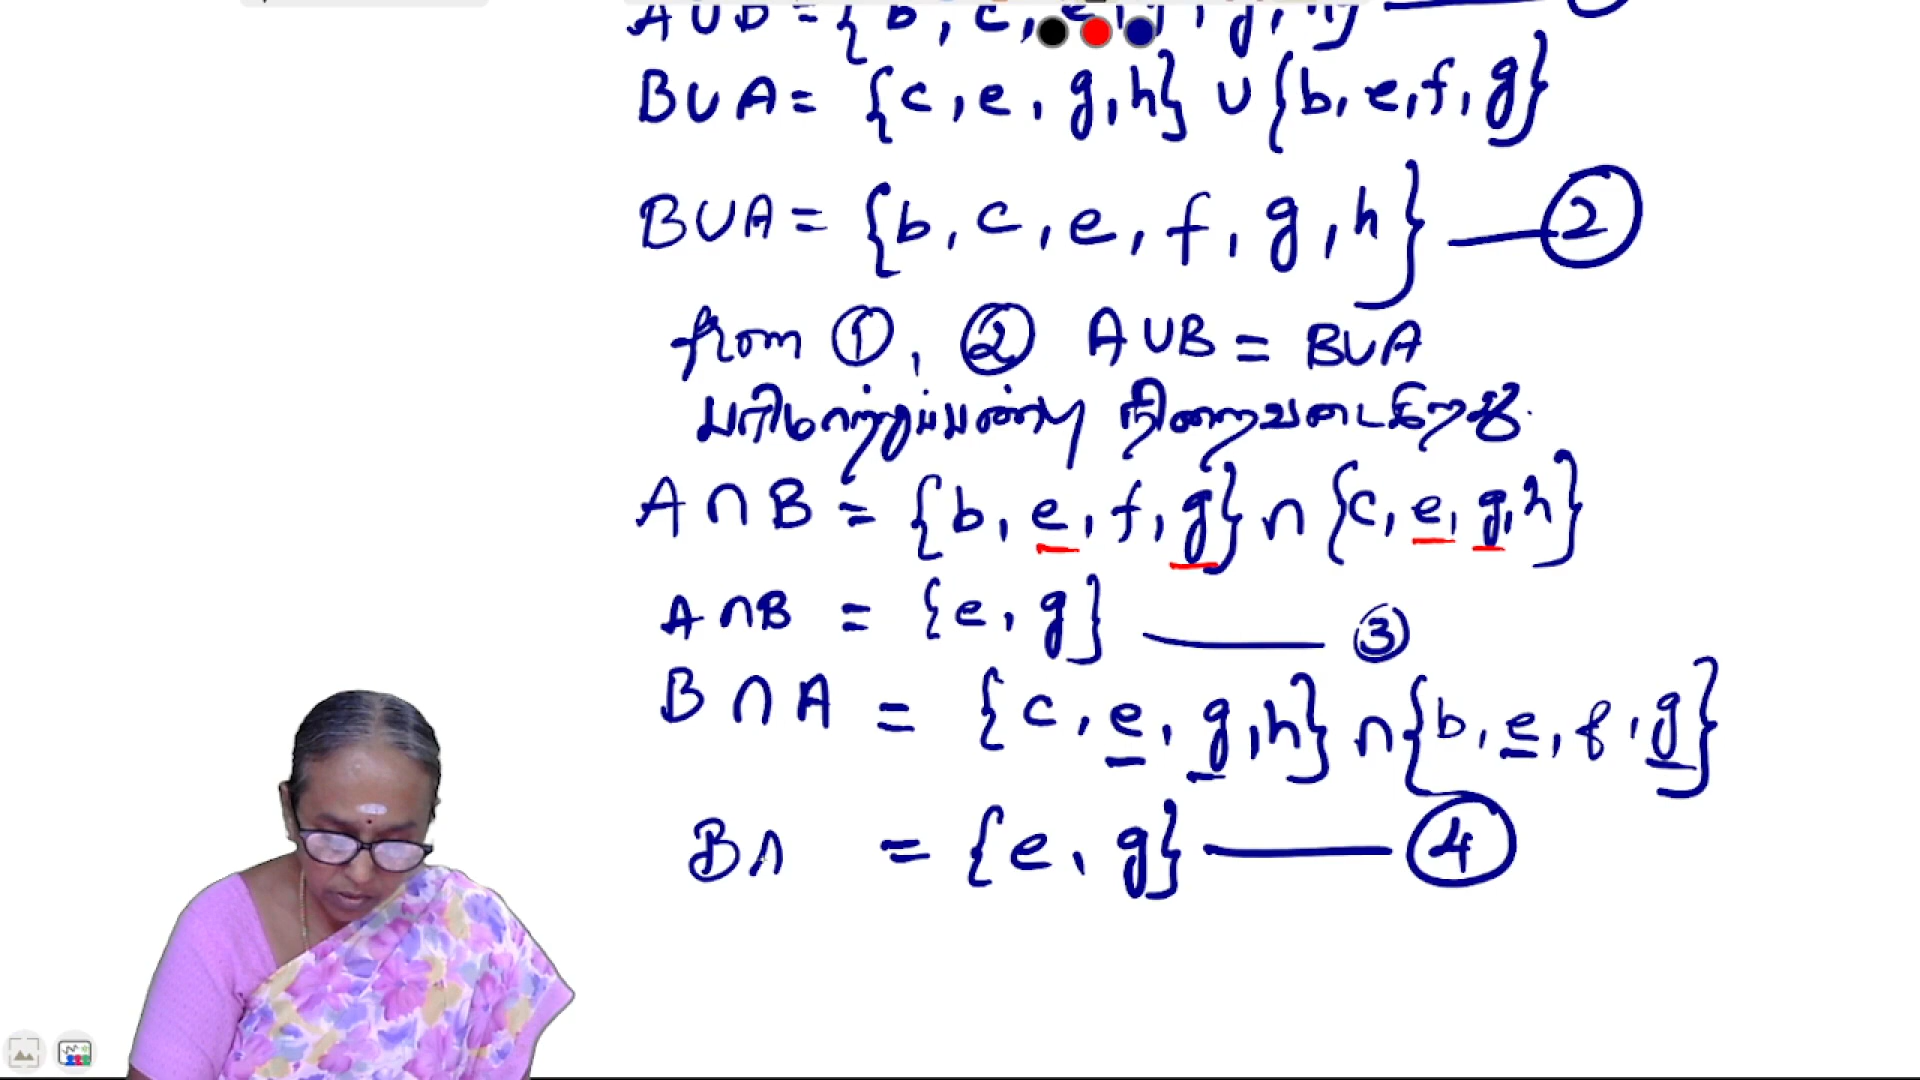 A∪B = {b, c, e, f, g, h}
B∪A = {c, e, g, h} ∪ {b, e, f, g}
B∪A = {b, c, e, f, g, h} — ②
from ①, ② A∪B = B∪A
பரிமாற்றுப்பண்பு நிறைவடைகிறது.
A∩B = {b, e, f, g} ∩ {c, e, g, h}
A∩B = {e, g} — ③
B∩A = {c, e, g, h} ∩ {b, e, f, g}
B∩ = {e, g} — ④